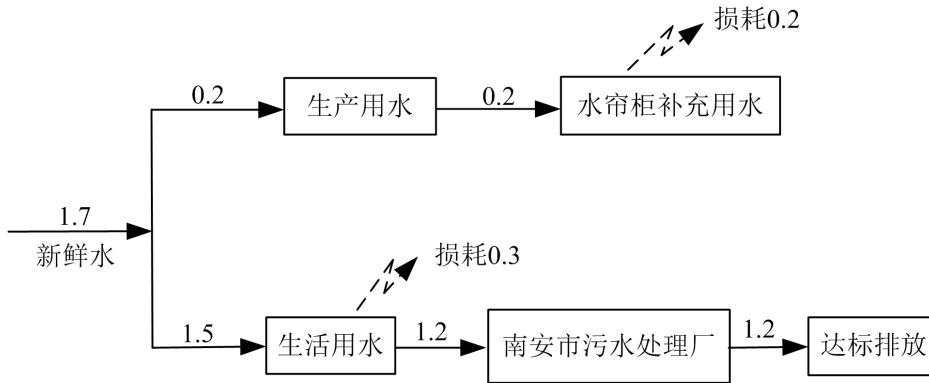 损耗0.2
0.2
生产用水
0.2
水帘柜补充用水
1.7
新鲜水
损耗0.3
1.5
生活用水
1.2
南安市污水处理厂
1.2
达标排放